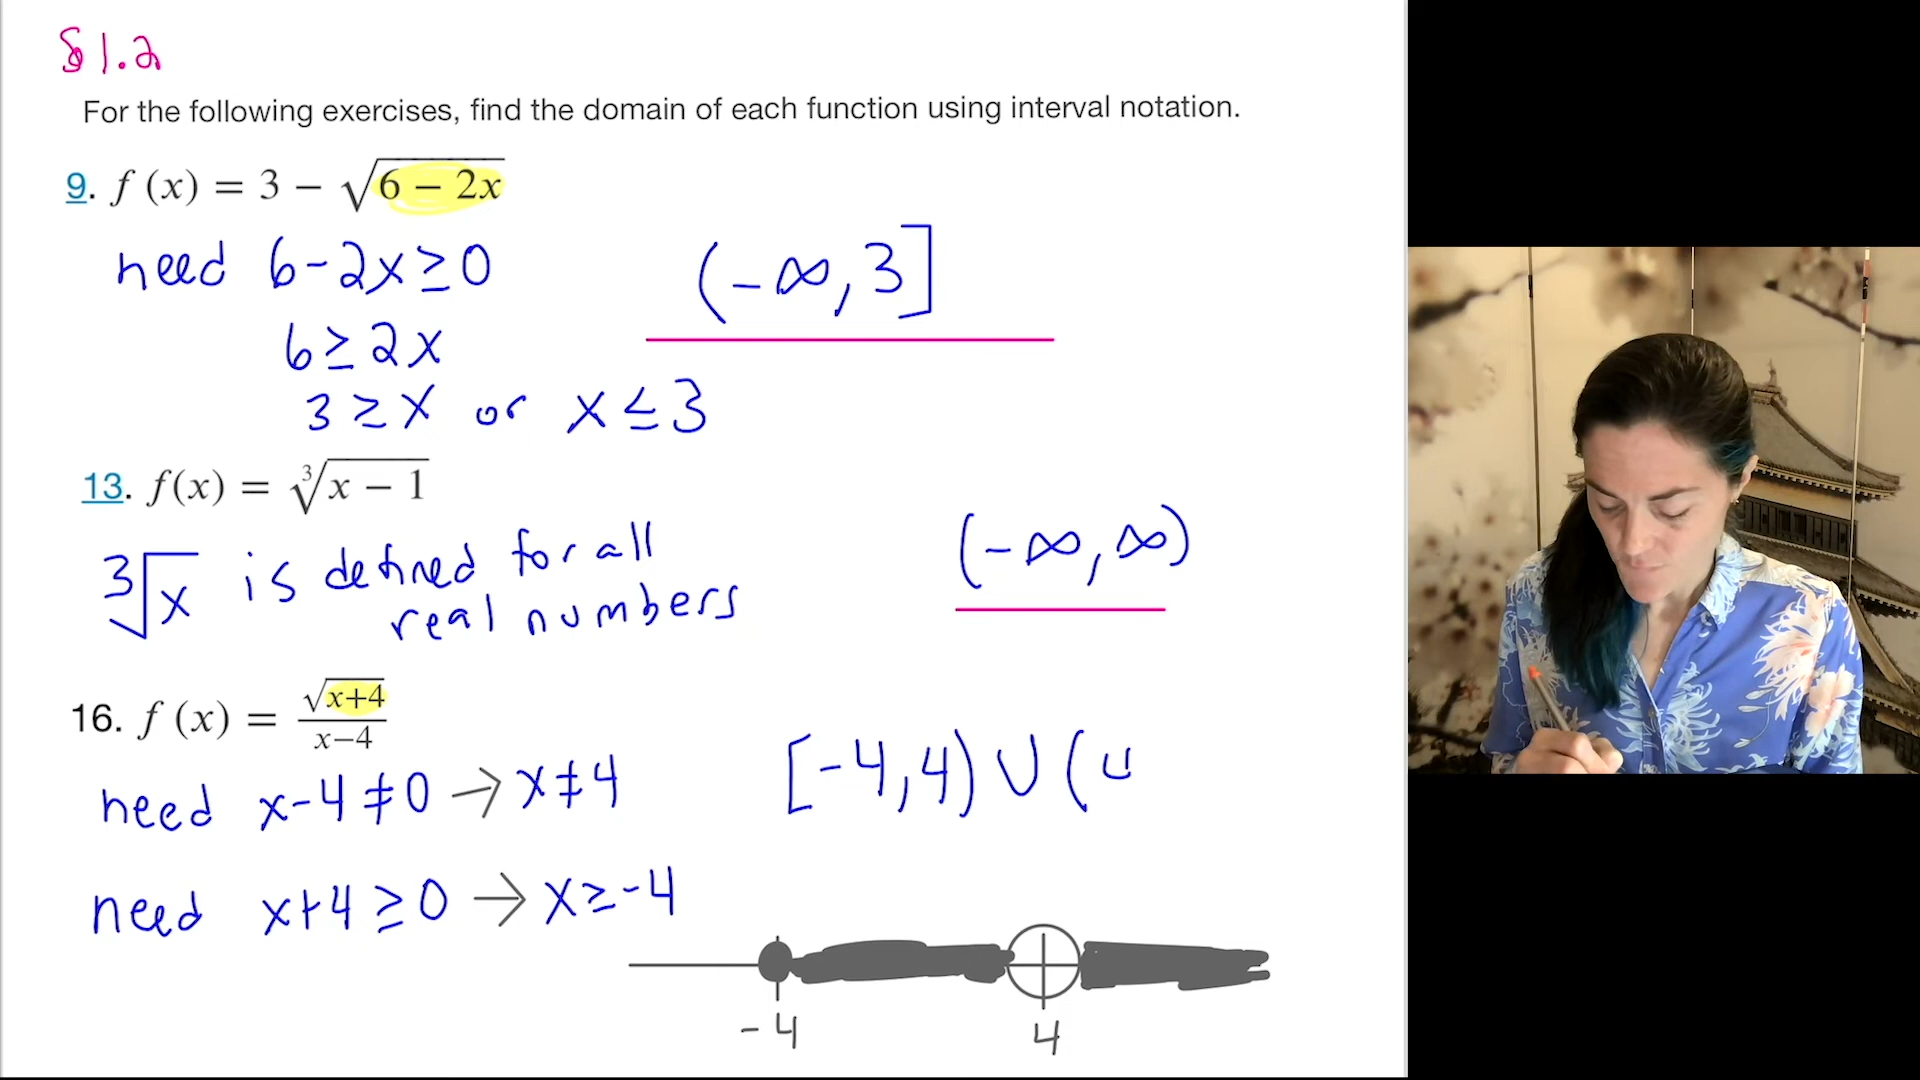 §1.2
For the following exercises, find the domain of each function using interval notation.
9. f (x) = 3 − √(6 − 2x)
need 6-2x≥0
(-∞,3]
6≥2x
3≥x or x≤3
13. f(x) = ∛(x − 1)
∛x is defined for all
real numbers
(-∞,∞)
16. f (x) = √(x+4)/(x−4)
need x-4≠0 → x≠4
[-4,4)∪(4
need x+4≥0 → x≥-4
-4 4